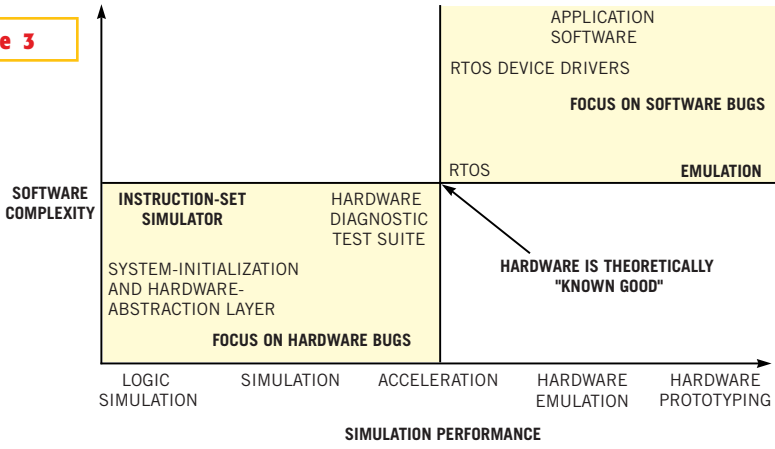 e 3
APPLICATION
SOFTWARE
RTOS DEVICE DRIVERS
FOCUS ON SOFTWARE BUGS
RTOS
EMULATION
SOFTWARE
COMPLEXITY
INSTRUCTION-SET
SIMULATOR
HARDWARE
DIAGNOSTIC
TEST SUITE
SYSTEM-INITIALIZATION
AND HARDWARE-
ABSTRACTION LAYER
FOCUS ON HARDWARE BUGS
HARDWARE IS THEORETICALLY
"KNOWN GOOD"
LOGIC
SIMULATION
SIMULATION
ACCELERATION
HARDWARE
EMULATION
HARDWARE
PROTOTYPING
SIMULATION PERFORMANCE